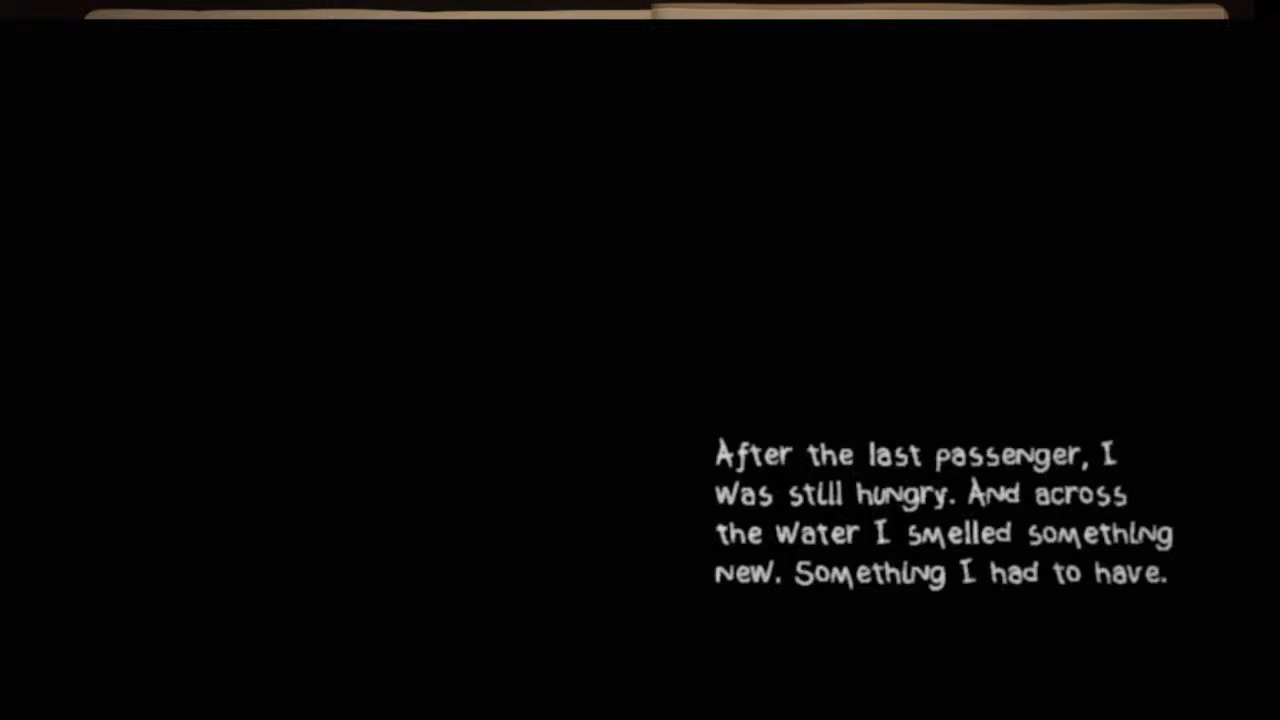 After the last passenger, I
was still hungry. And across
the water I smelled something
new. Something I had to have.